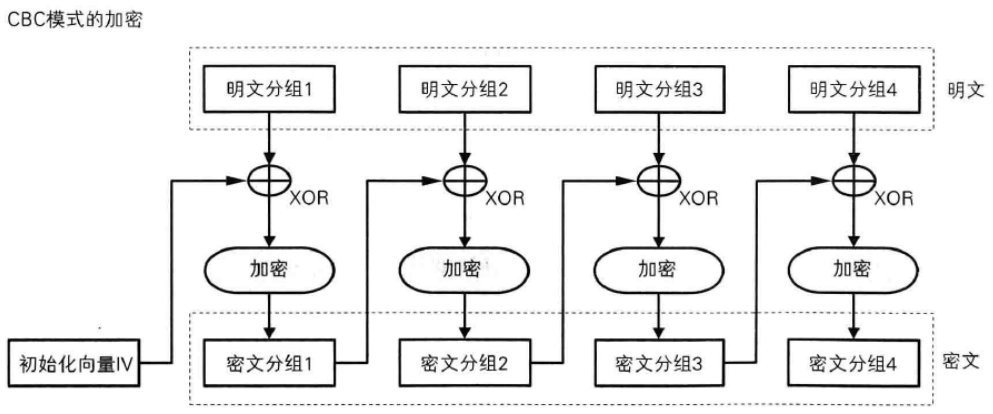 CBC模式的加密
明文分组1 明文分组2 明文分组3 明文分组4 明文
XOR XOR XOR XOR
加密 加密 加密 加密
初始化向量IV 密文分组1 密文分组2 密文分组3 密文分组4 密文